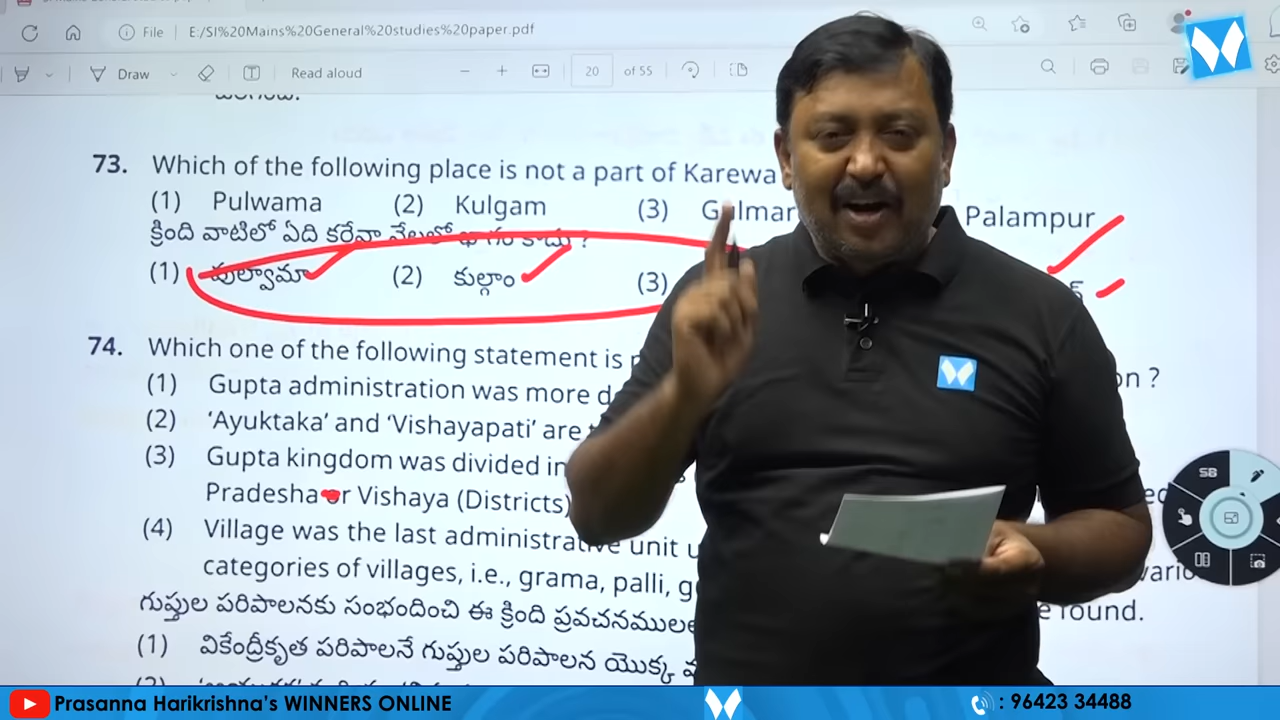 File E:/SI%20Mains%20General%20studies%20paper.pdf
Draw Read aloud 20 of 55
73. Which of the following place is not a part of Karewa
(1) Pulwama (2) Kulgam (3) Palampur
క్రింది వాటిలో ఏది కరేవా నేలలో భాగం కాదు ?
(1) పుల్వామా (2) కుల్గాం (3)
74. Which one of the following statement is on ?
(1) Gupta administration was more
(2) ‘Ayuktaka’ and ‘Vishayapati’ are
(3) Gupta kingdom was divided
Pradesha or Vishaya (Districts)
(4) Village was the last administrative unit
categories of villages, i.e., grama, palli, be found.
గుప్తుల పరిపాలనకు సంభందించి ఈ క్రింది
(1) వికేంద్రీకృత పరిపాలనే గుప్తుల పరిపాలన యొక్క
SB
Prasanna Harikrishna's WINNERS ONLINE : 96423 34488